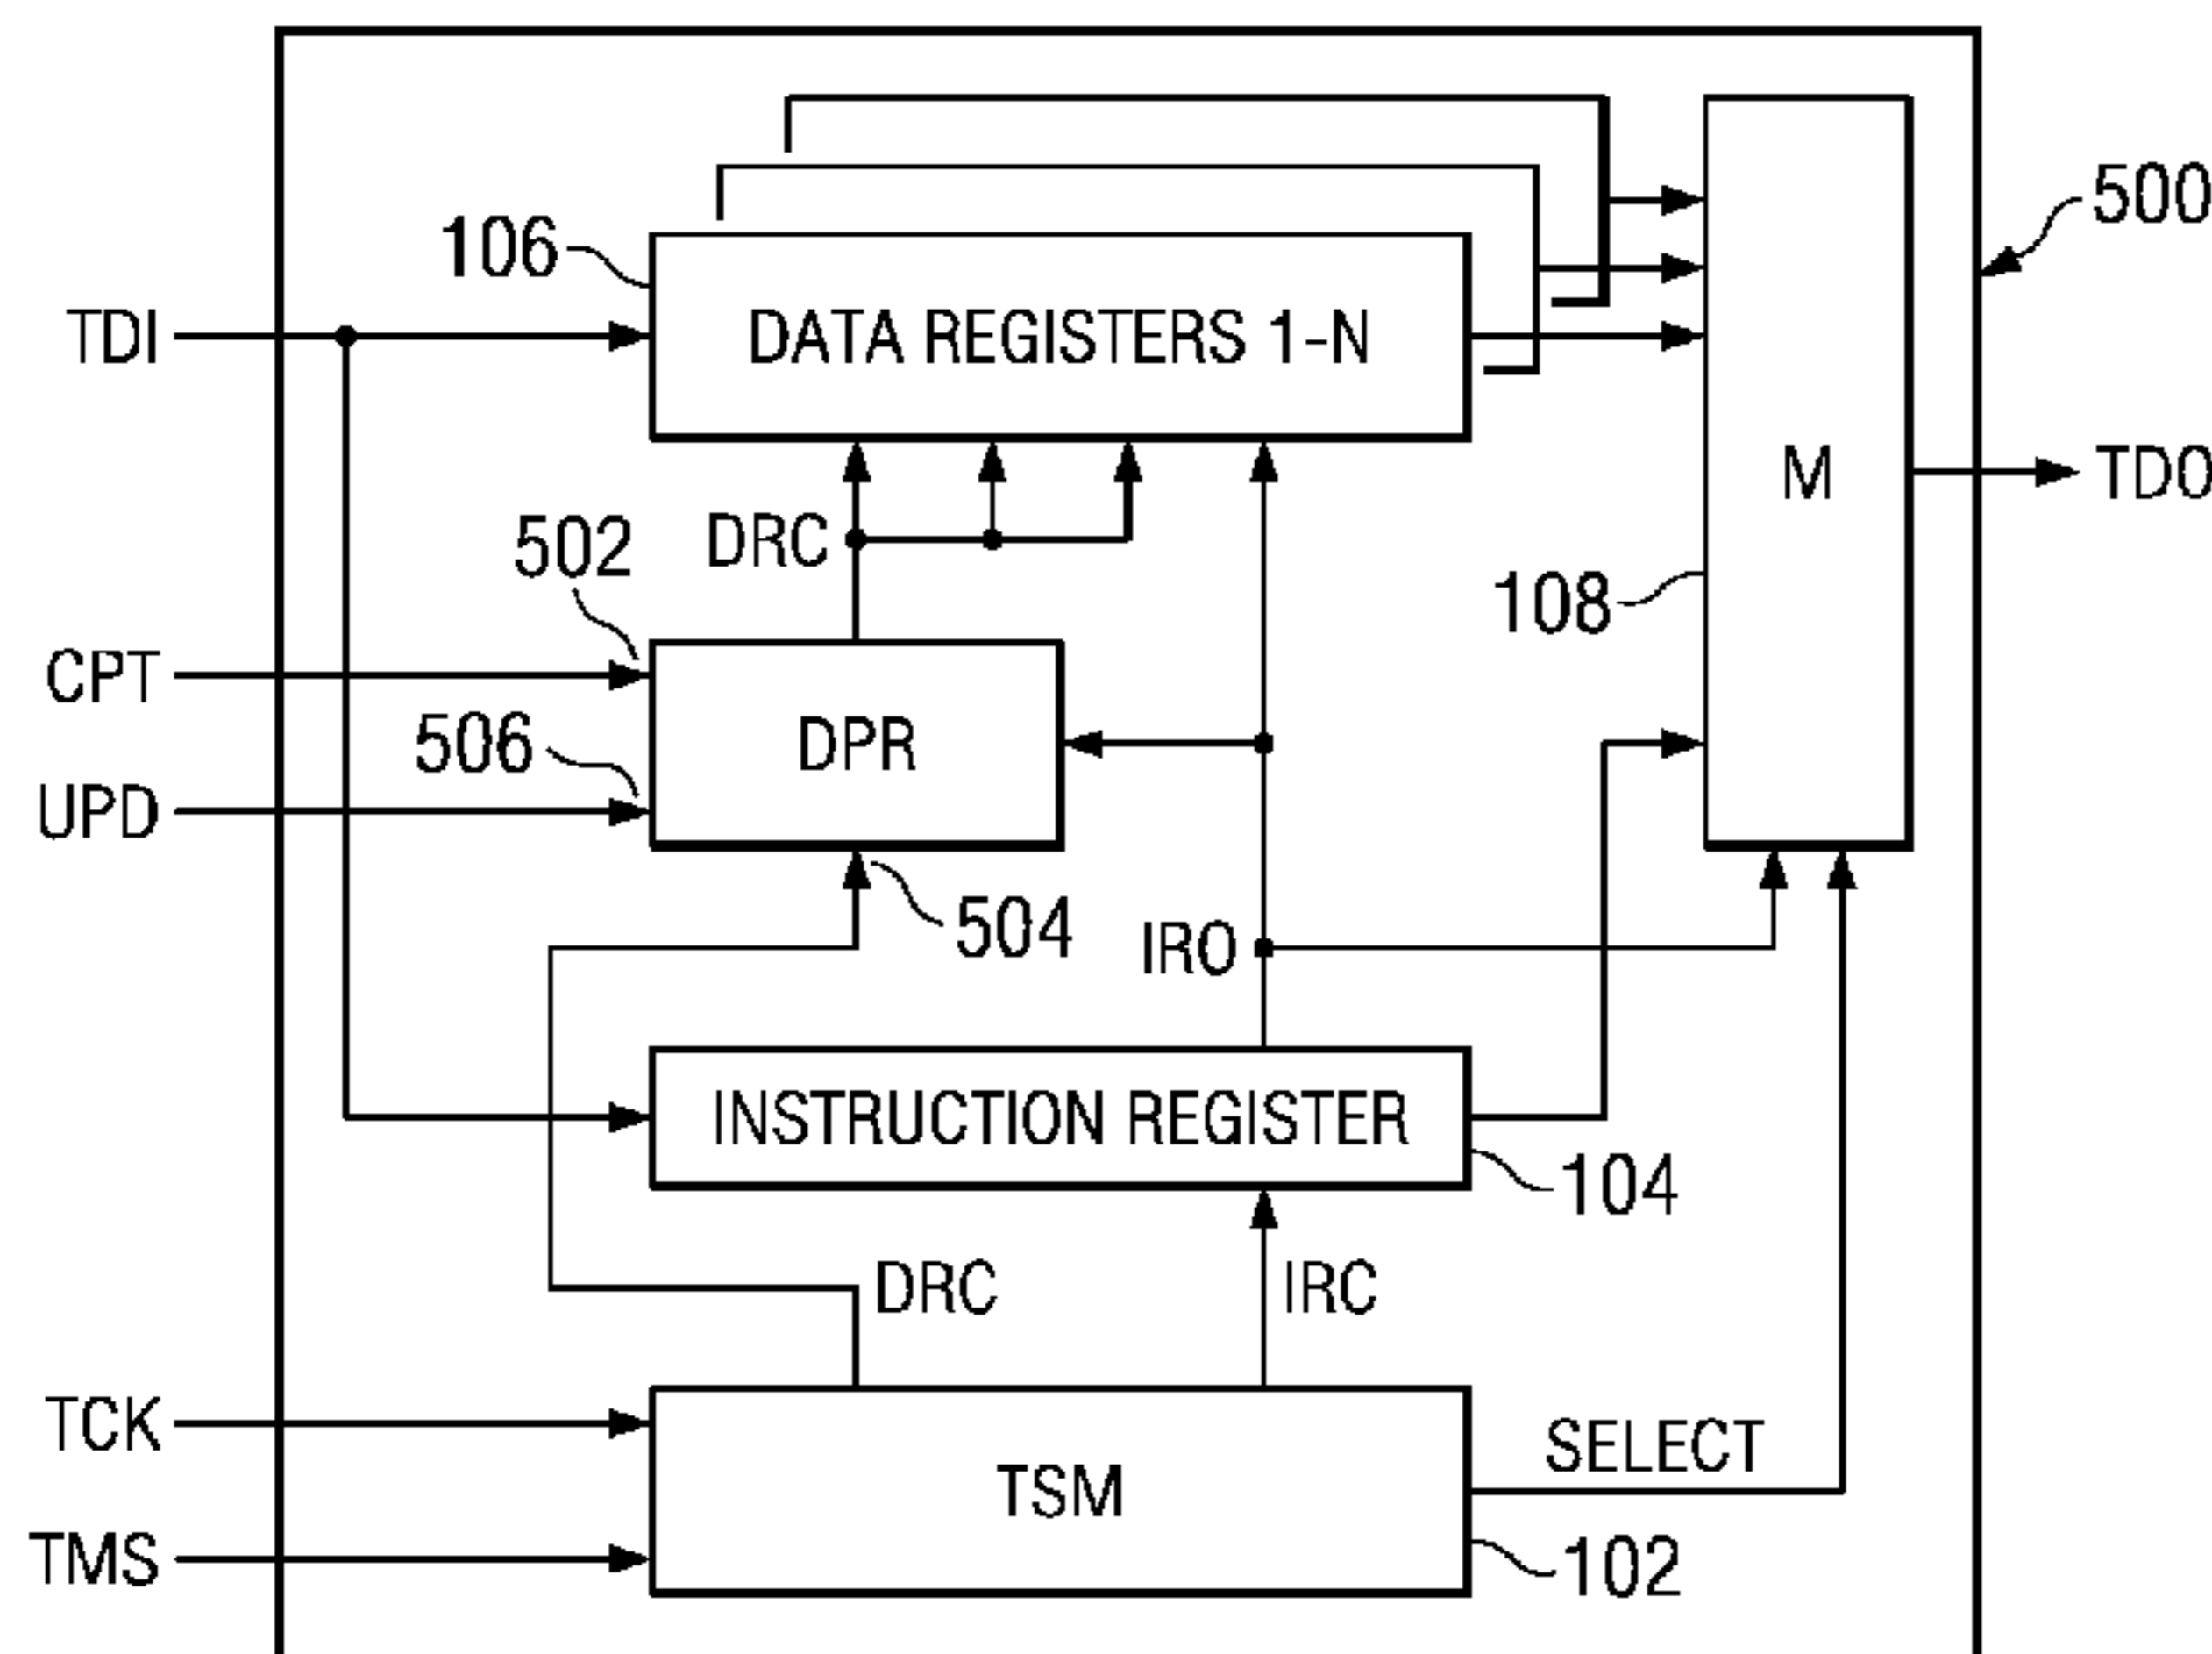 500
106
TDI
DATA REGISTERS 1-N
M
TDO
502
DRC
108
CPT
506
DPR
UPD
504
IRO
INSTRUCTION REGISTER
104
DRC
IRC
TCK
SELECT
TSM
TMS
102